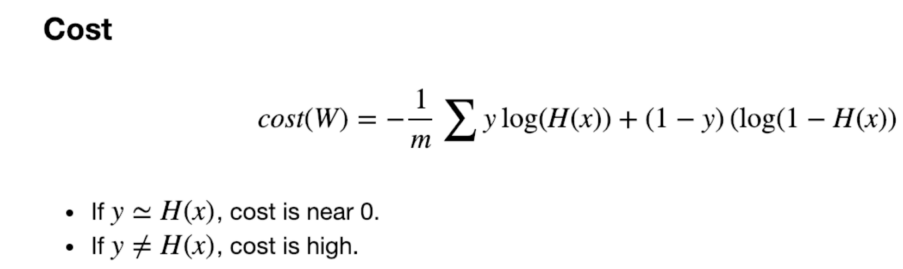 Cost
cost(W) = −1/m ∑ y log(H(x)) + (1 − y) (log(1 − H(x))
• If y ≃ H(x), cost is near 0.
• If y ≠ H(x), cost is high.